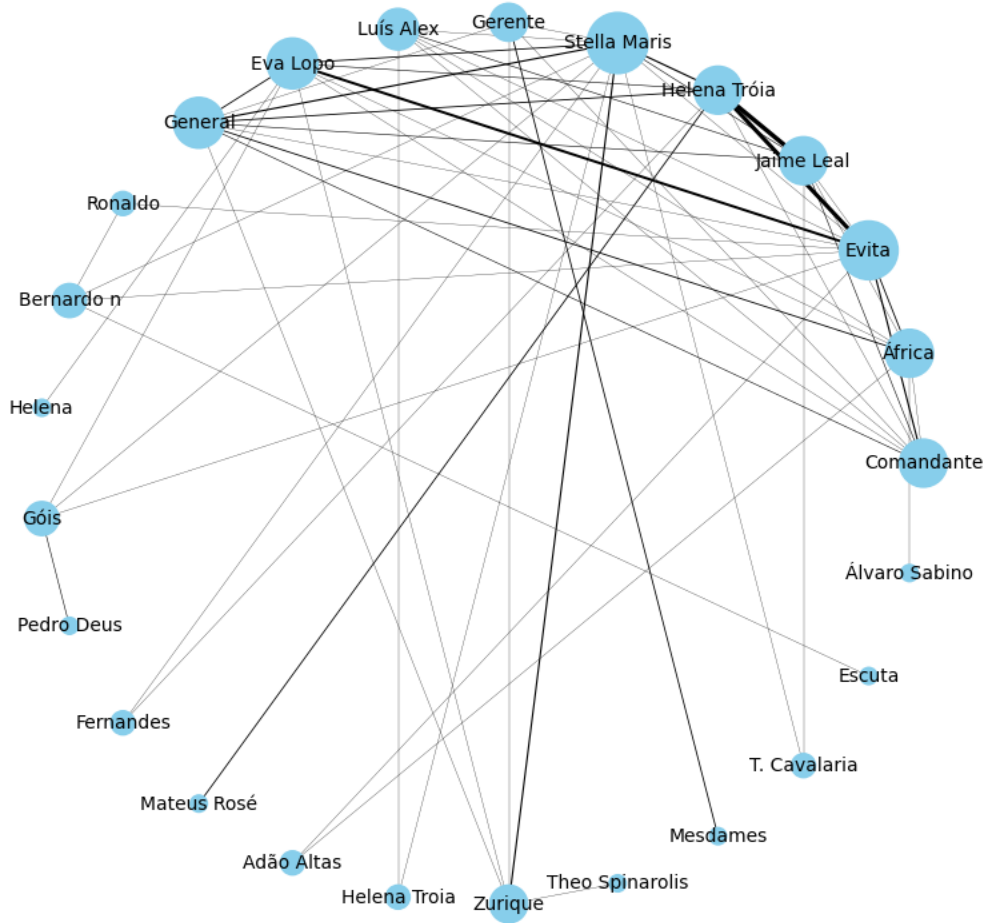 Gerente
Luís Alex
Stella Maris
Eva Lopo
Helena Tróia
General
Jaime Leal
Ronaldo
Evita
Bernardo n
África
Helena
Comandante
Góis
Álvaro Sabino
Pedro Deus
Escuta
Fernandes
T. Cavalaria
Mateus Rosé
Mesdames
Adão Altas
Theo Spinarolis
Helena Troia
Zurique